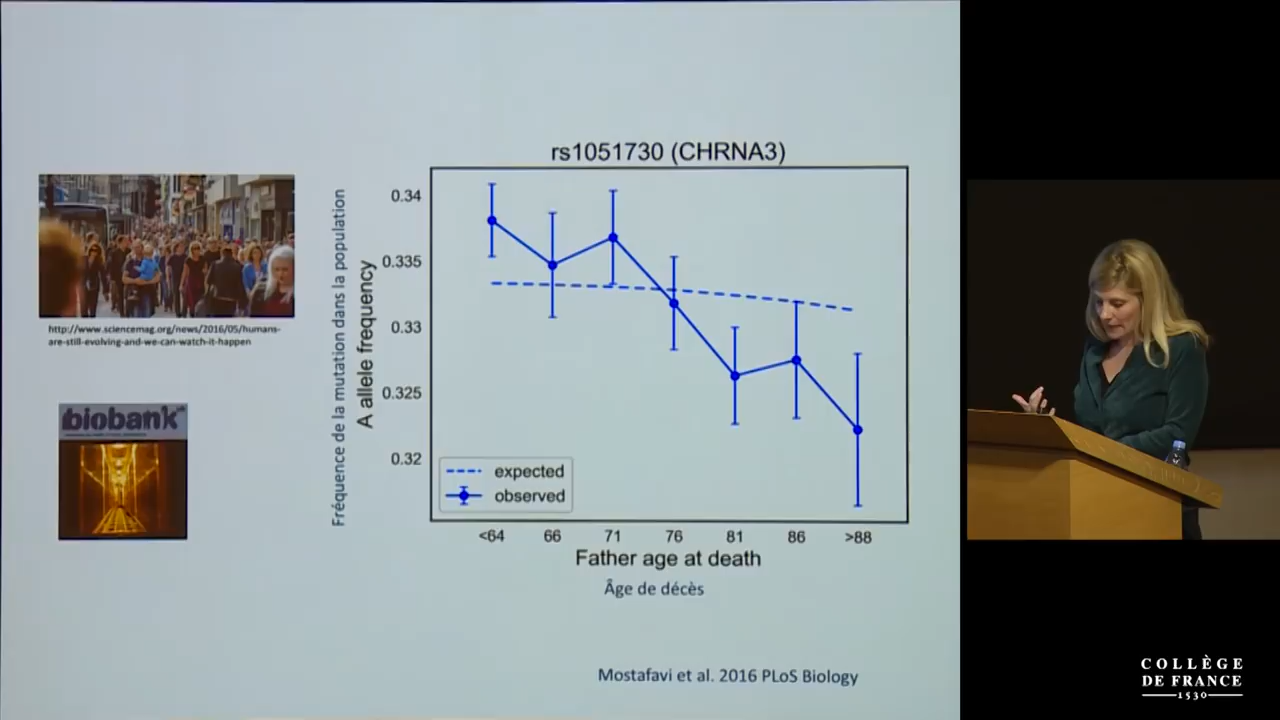 rs1051730 (CHRNA3)
Fréquence de la mutation dans la population
A allele frequency
0.34
0.335
0.33
0.325
0.32
expected
observed
<64
66
71
76
81
86
>88
Father age at death
Âge de décès
http://www.sciencemag.org/news/2016/05/humans-
are-still-evolving-and-we-can-watch-it-happen
biobank
Mostafavi et al. 2016 PLoS Biology
COLLÈGE
DE FRANCE
1530